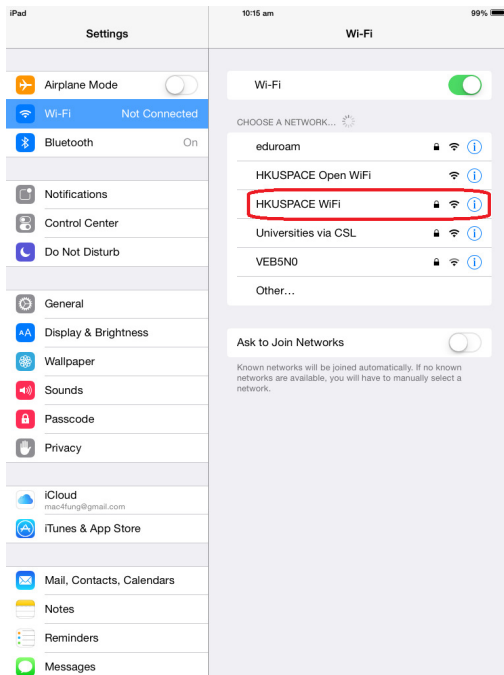 iPad
10:15 am
99%
Settings
Wi-Fi
Airplane Mode
Wi-Fi
Not Connected
Bluetooth
On
Notifications
Control Center
Do Not Disturb
General
Display & Brightness
Wallpaper
Sounds
Passcode
Privacy
iCloud
mac4fung@gmail.com
iTunes & App Store
Mail, Contacts, Calendars
Notes
Reminders
Messages
Wi-Fi
CHOOSE A NETWORK...
eduroam
HKUSPACE Open WiFi
HKUSPACE WiFi
Universities via CSL
VEB5N0
Other...
Ask to Join Networks
Known networks will be joined automatically. If no known
networks are available, you will have to manually select a
network.